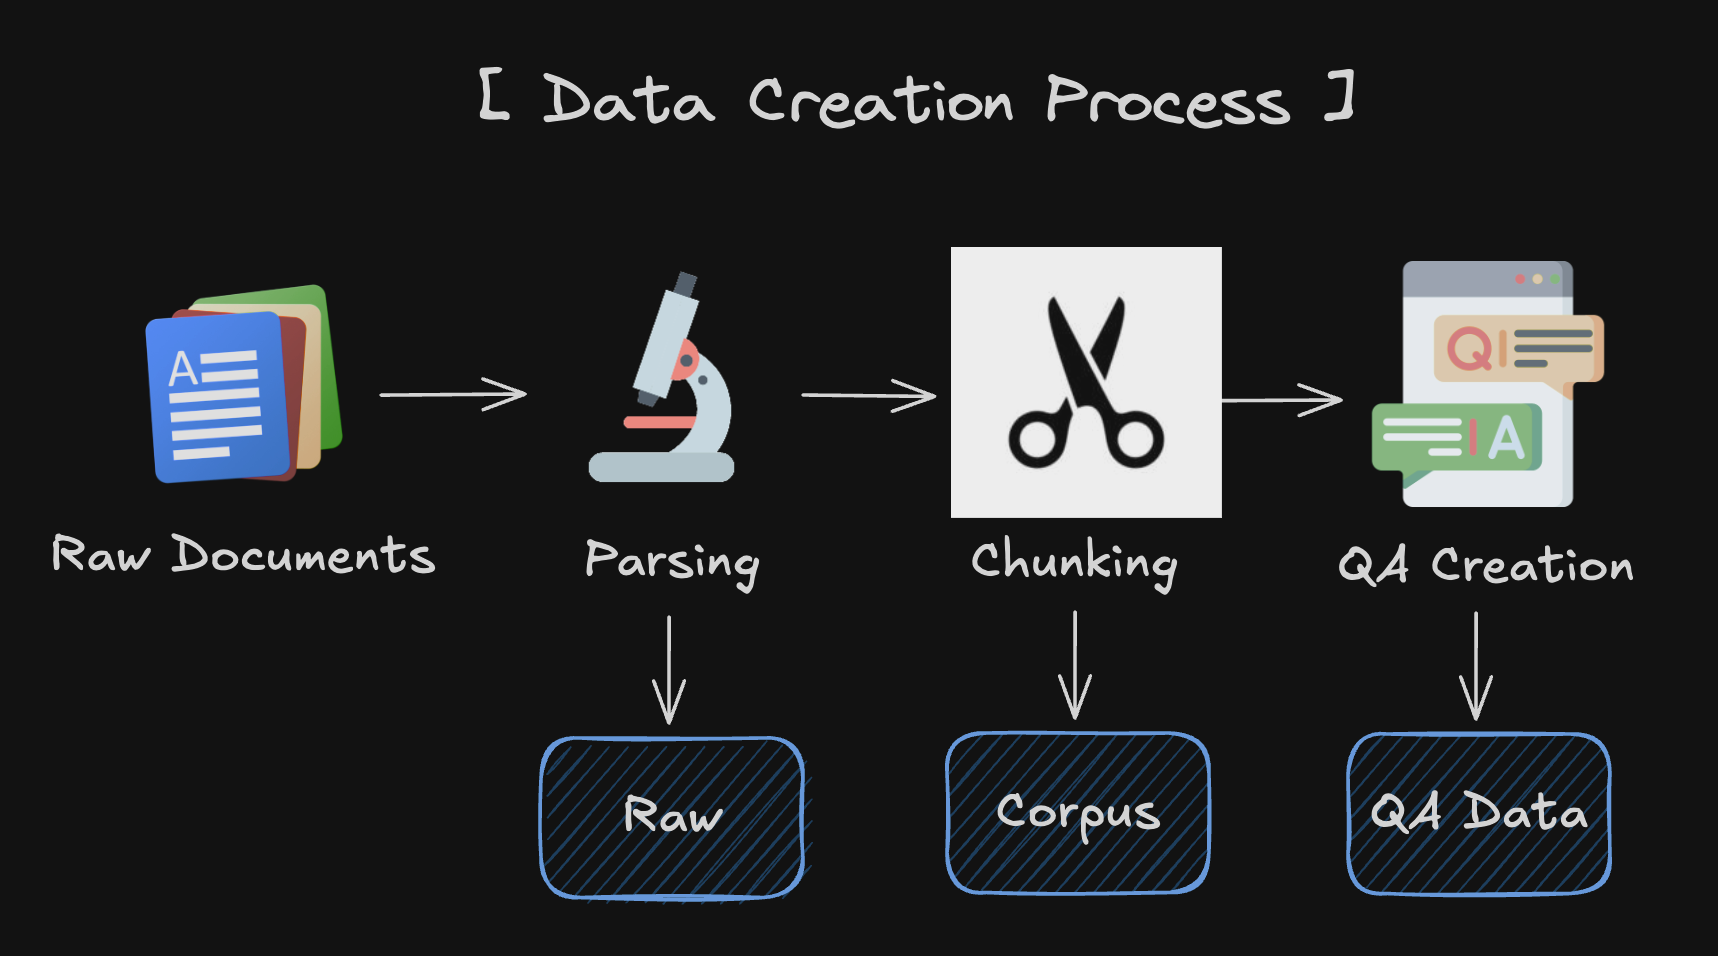 [ Data Creation Process ]
A
Q
A
Raw Documents
Parsing
Chunking
QA Creation
Raw
Corpus
QA Data